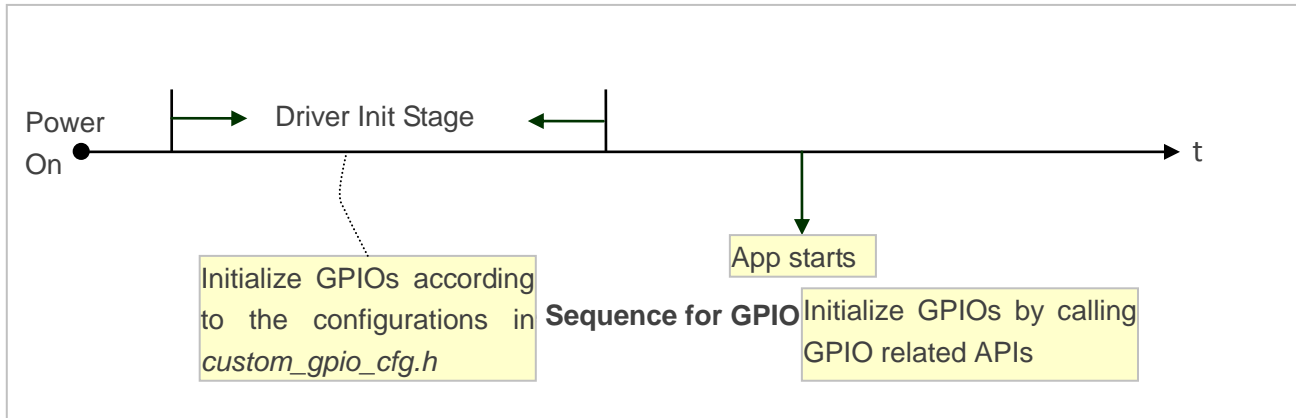 Power
On
Driver Init Stage
t
App starts
Initialize GPIOs according
to the configurations in
custom_gpio_cfg.h
Sequence for GPIO
Initialize GPIOs by calling
GPIO related APIs